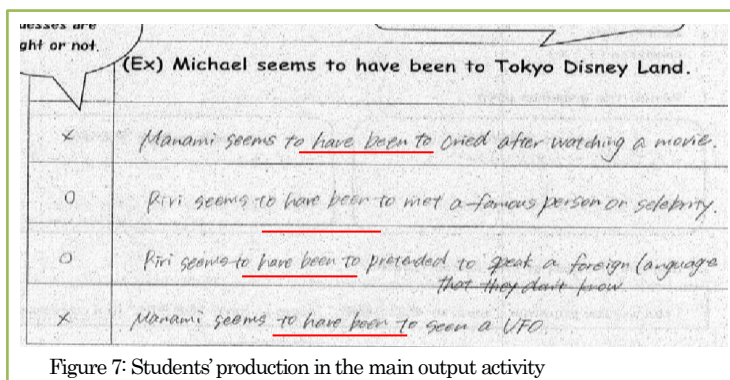 ght or not.
(Ex) Michael seems to have been to Tokyo Disney Land.
× Manami seems to have been to cried after watching a movie.
○ Riri seems to have been to met a famous person or selebrity.
○ Riri seems to have been to pretended to speak a foreign language
that they don't know
× Manami seems to have been to seen a UFO
Figure 7: Students' production in the main output activity